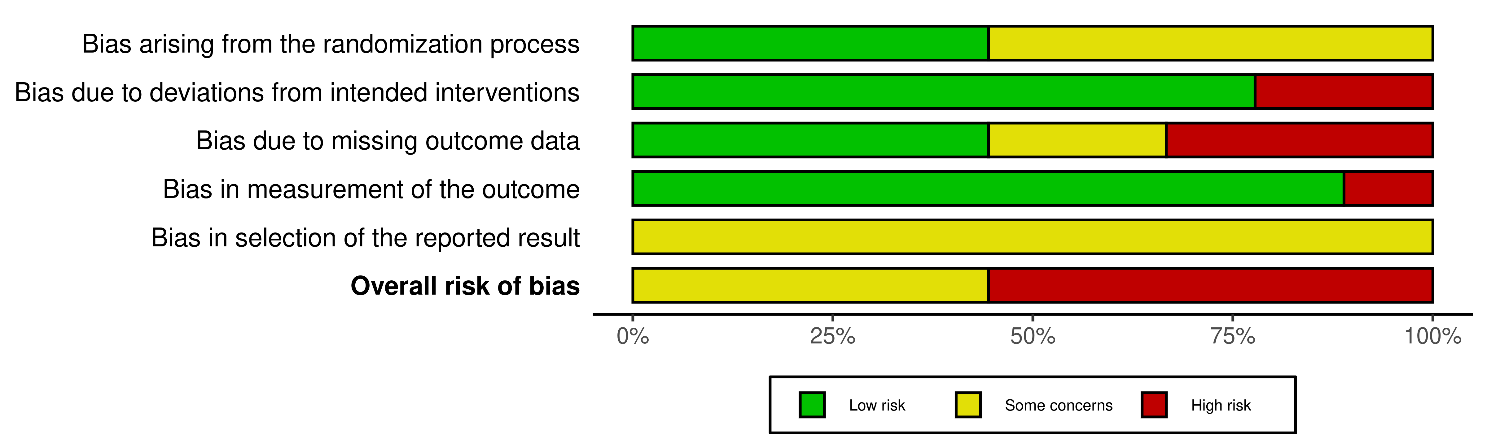 Bias arising from the randomization process
Bias due to deviations from intended interventions
Bias due to missing outcome data
Bias in measurement of the outcome
Bias in selection of the reported result
Overall risk of bias
0% 25% 50% 75% 100%
Low risk Some concerns High risk